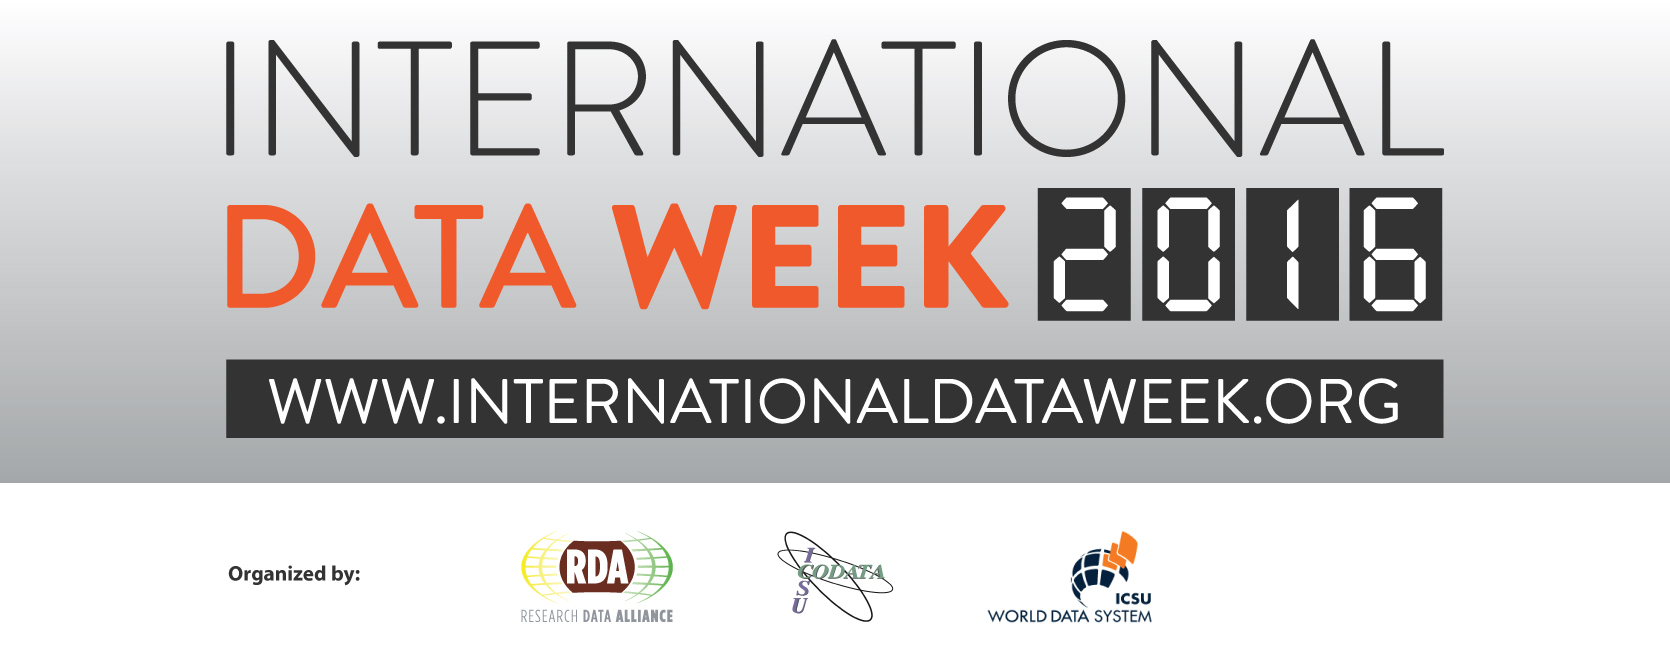 INTERNATIONAL
DATA WEEK 2016
WWW.INTERNATIONALDATAWEEK.ORG
Organized by:
RDA
RESEARCH DATA ALLIANCE
ICSU
CODATA
ICSU
WORLD DATA SYSTEM